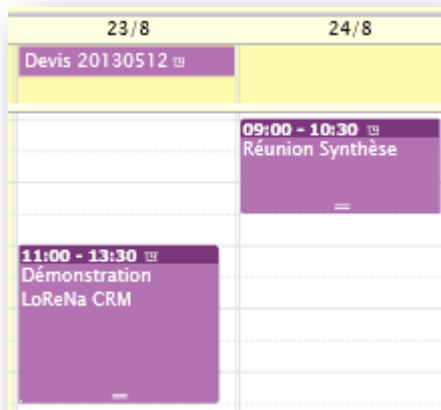 23/8
24/8
Devis 20130512
09:00 - 10:30
Réunion Synthèse
11:00 - 13:30
Démonstration
LoReNa CRM